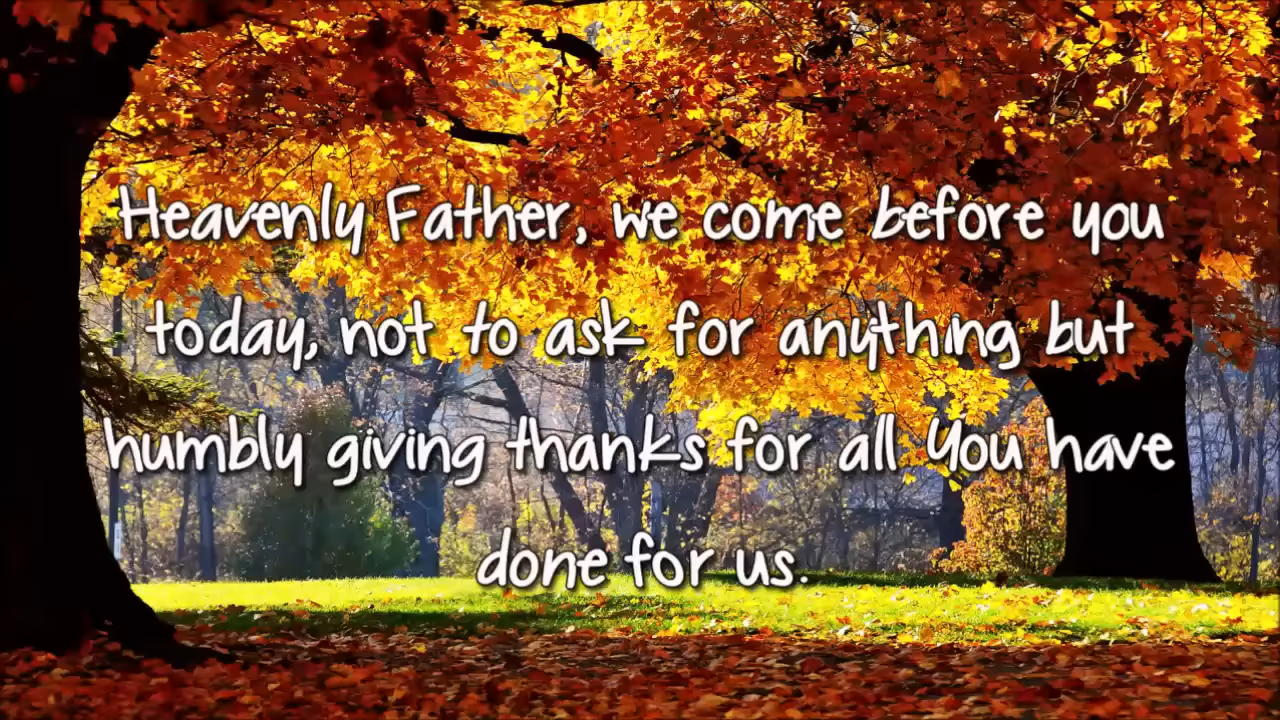 Heavenly Father, we come before you
today, not to ask for anything but
humbly giving thanks for all You have
done for us.